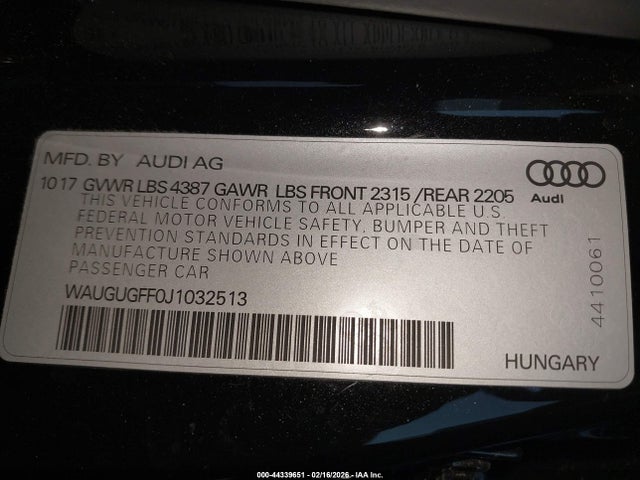 MFD. BY AUDI AG
1017 GVWR LBS 4387 GAWR LBS FRONT 2315 /REAR 2205
THIS VEHICLE CONFORMS TO ALL APPLICABLE U.S.
FEDERAL MOTOR VEHICLE SAFETY, BUMPER AND THEFT
PREVENTION STANDARDS IN EFFECT ON THE DATE OF
MANUFACTURE SHOWN ABOVE
PASSENGER CAR
WAUGUGFF0J1032513
Audi
4410061
HUNGARY
000-44339651 - 02/16/2026 - IAA Inc.